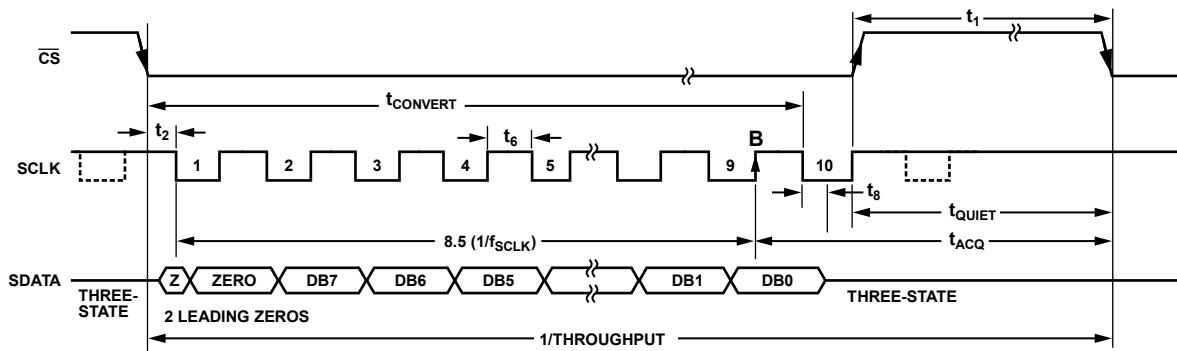 t1
CS
tCONVERT
t2
t6
B
SCLK
1 2 3 4 5 9 10
t8
tQUIET
8.5 (1/fSCLK)
tACQ
SDATA
Z ZERO DB7 DB6 DB5 DB1 DB0
THREE-
STATE
THREE-STATE
2 LEADING ZEROS
1/THROUGHPUT